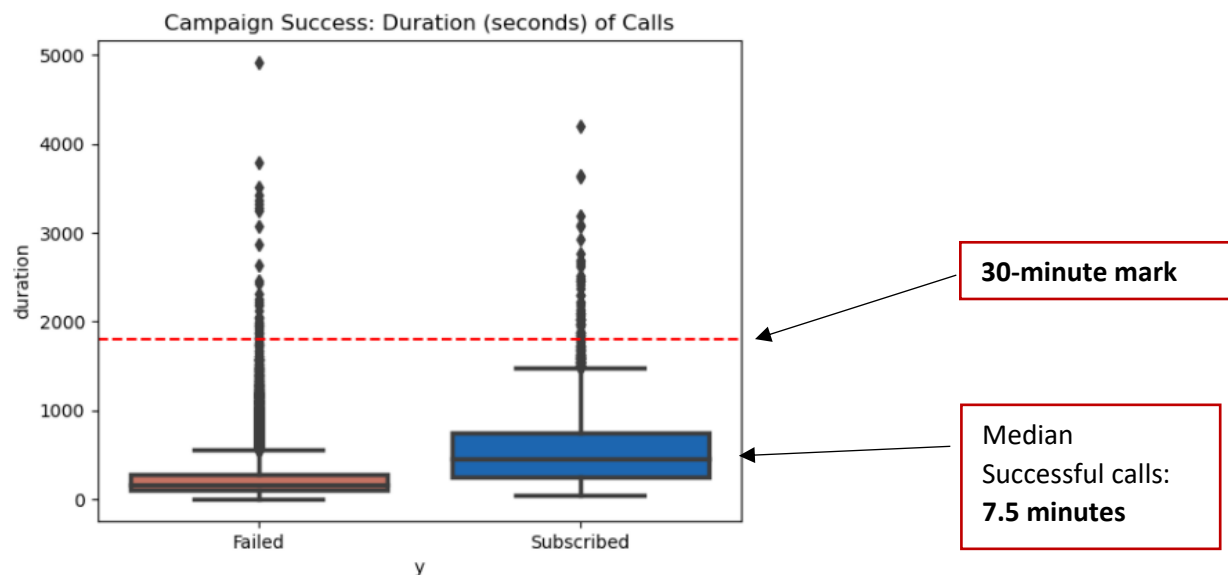 Campaign Success: Duration (seconds) of Calls
5000
4000
3000
2000
1000
0
duration
Failed
Subscribed
y
30-minute mark
Median
Successful calls:
7.5 minutes